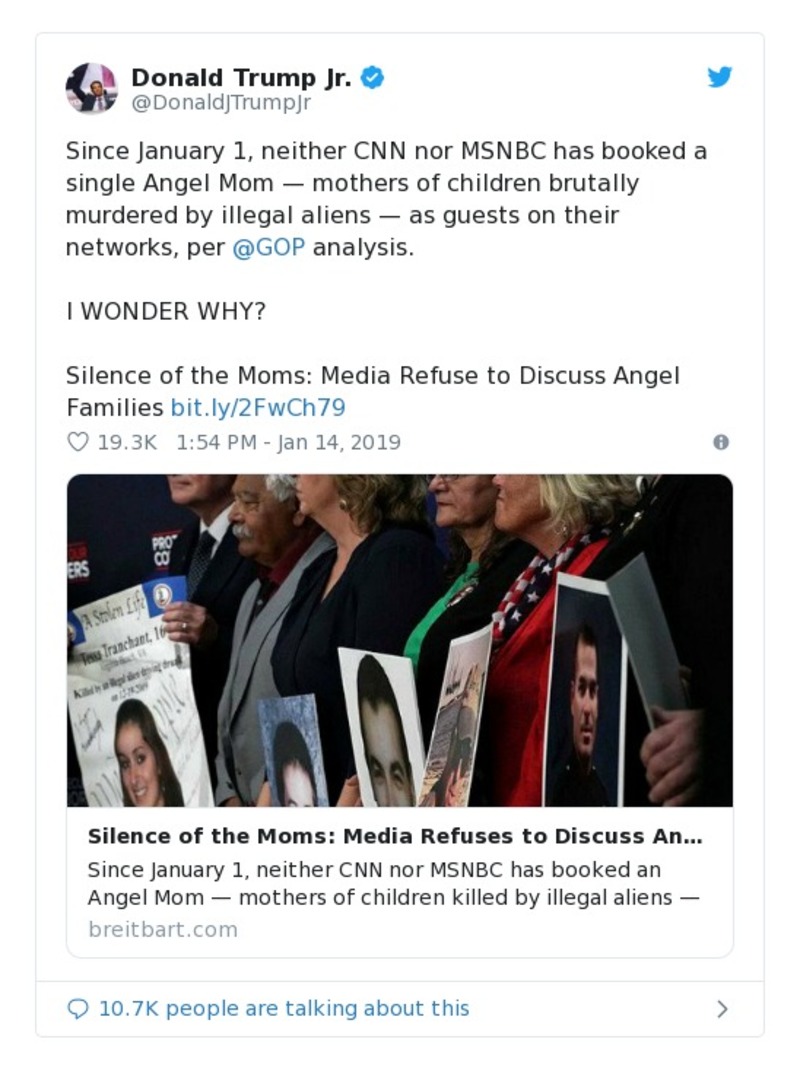 Donald Trump Jr.
@DonaldJTrumpJr
Since January 1, neither CNN nor MSNBC has booked a
single Angel Mom — mothers of children brutally
murdered by illegal aliens — as guests on their
networks, per @GOP analysis.
I WONDER WHY?
Silence of the Moms: Media Refuse to Discuss Angel
Families bit.ly/2FwCh79
19.3K 1:54 PM - Jan 14, 2019
OUR
ERS
PROT
CO
A Stolen Life
Tessa Tranchant, 16
Killed by an illegal alien driving drunk
Silence of the Moms: Media Refuses to Discuss An...
Since January 1, neither CNN nor MSNBC has booked an
Angel Mom — mothers of children killed by illegal aliens —
breitbart.com
10.7K people are talking about this